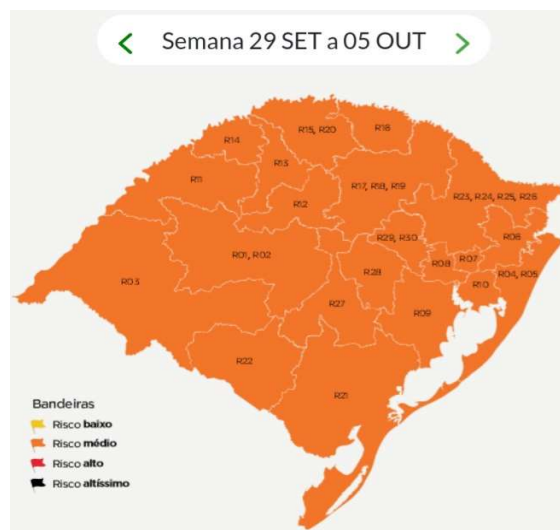 Semana 29 SET a 05 OUT
R15, R20
R16
R14
R13
R11
R17, R18, R19
R12
R23, R24, R25, R26
R29, R30
R06
R01, R02
R08
R07
R28
R04, R05
R03
R10
R27
R09
R22
R21
Bandeiras
Risco baixo
Risco médio
Risco alto
Risco altíssimo